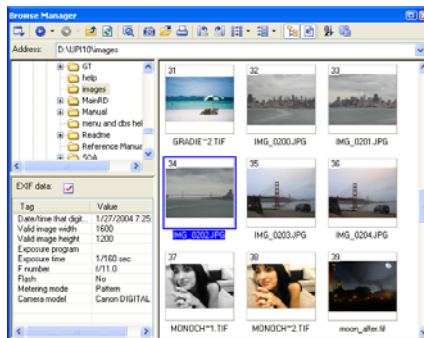 Browse Manager
Address: D:\UPI10\images
GT
help
images
MainRD
Manual
menu and dbs hel
Readme
Reference Manua
SOA
EXIF data:
Tag Value
Date/time that digit... 1/27/2004 7:25:
Valid image width 1600
Valid image height 1200
Exposure program
Exposure time 1/160 sec
F number f/11.0
Flash No
Metering mode Pattern
Camera model Canon DIGITAL
31 32 33
GRADIE~2.TIF IMG_0200.JPG IMG_0201.JPG
34 35 36
IMG_0202.JPG IMG_0203.JPG IMG_0204.JPG
37 38 39
MONOCH~1.TIF MONOCH~2.TIF moon_after.tif